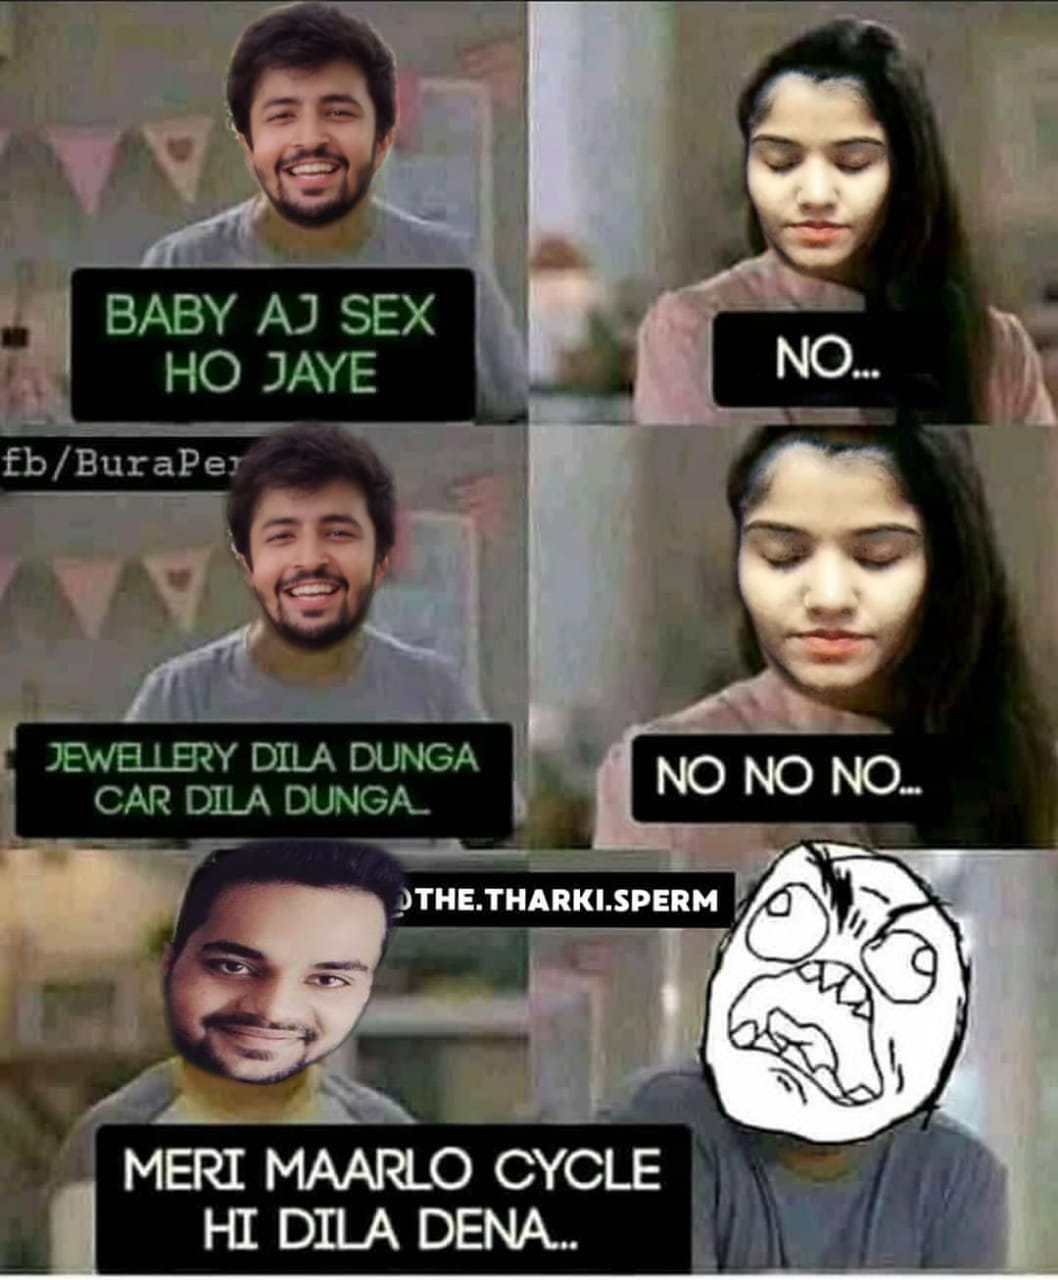 BABY AJ SEX
HO JAYE
NO...
fb/BuraPe
JEWELLERY DILA DUNGA
CAR DILA DUNGA...
NO NO NO...
@THE.THARKI.SPERM
MERI MAARLO CYCLE
HI DILA DENA...